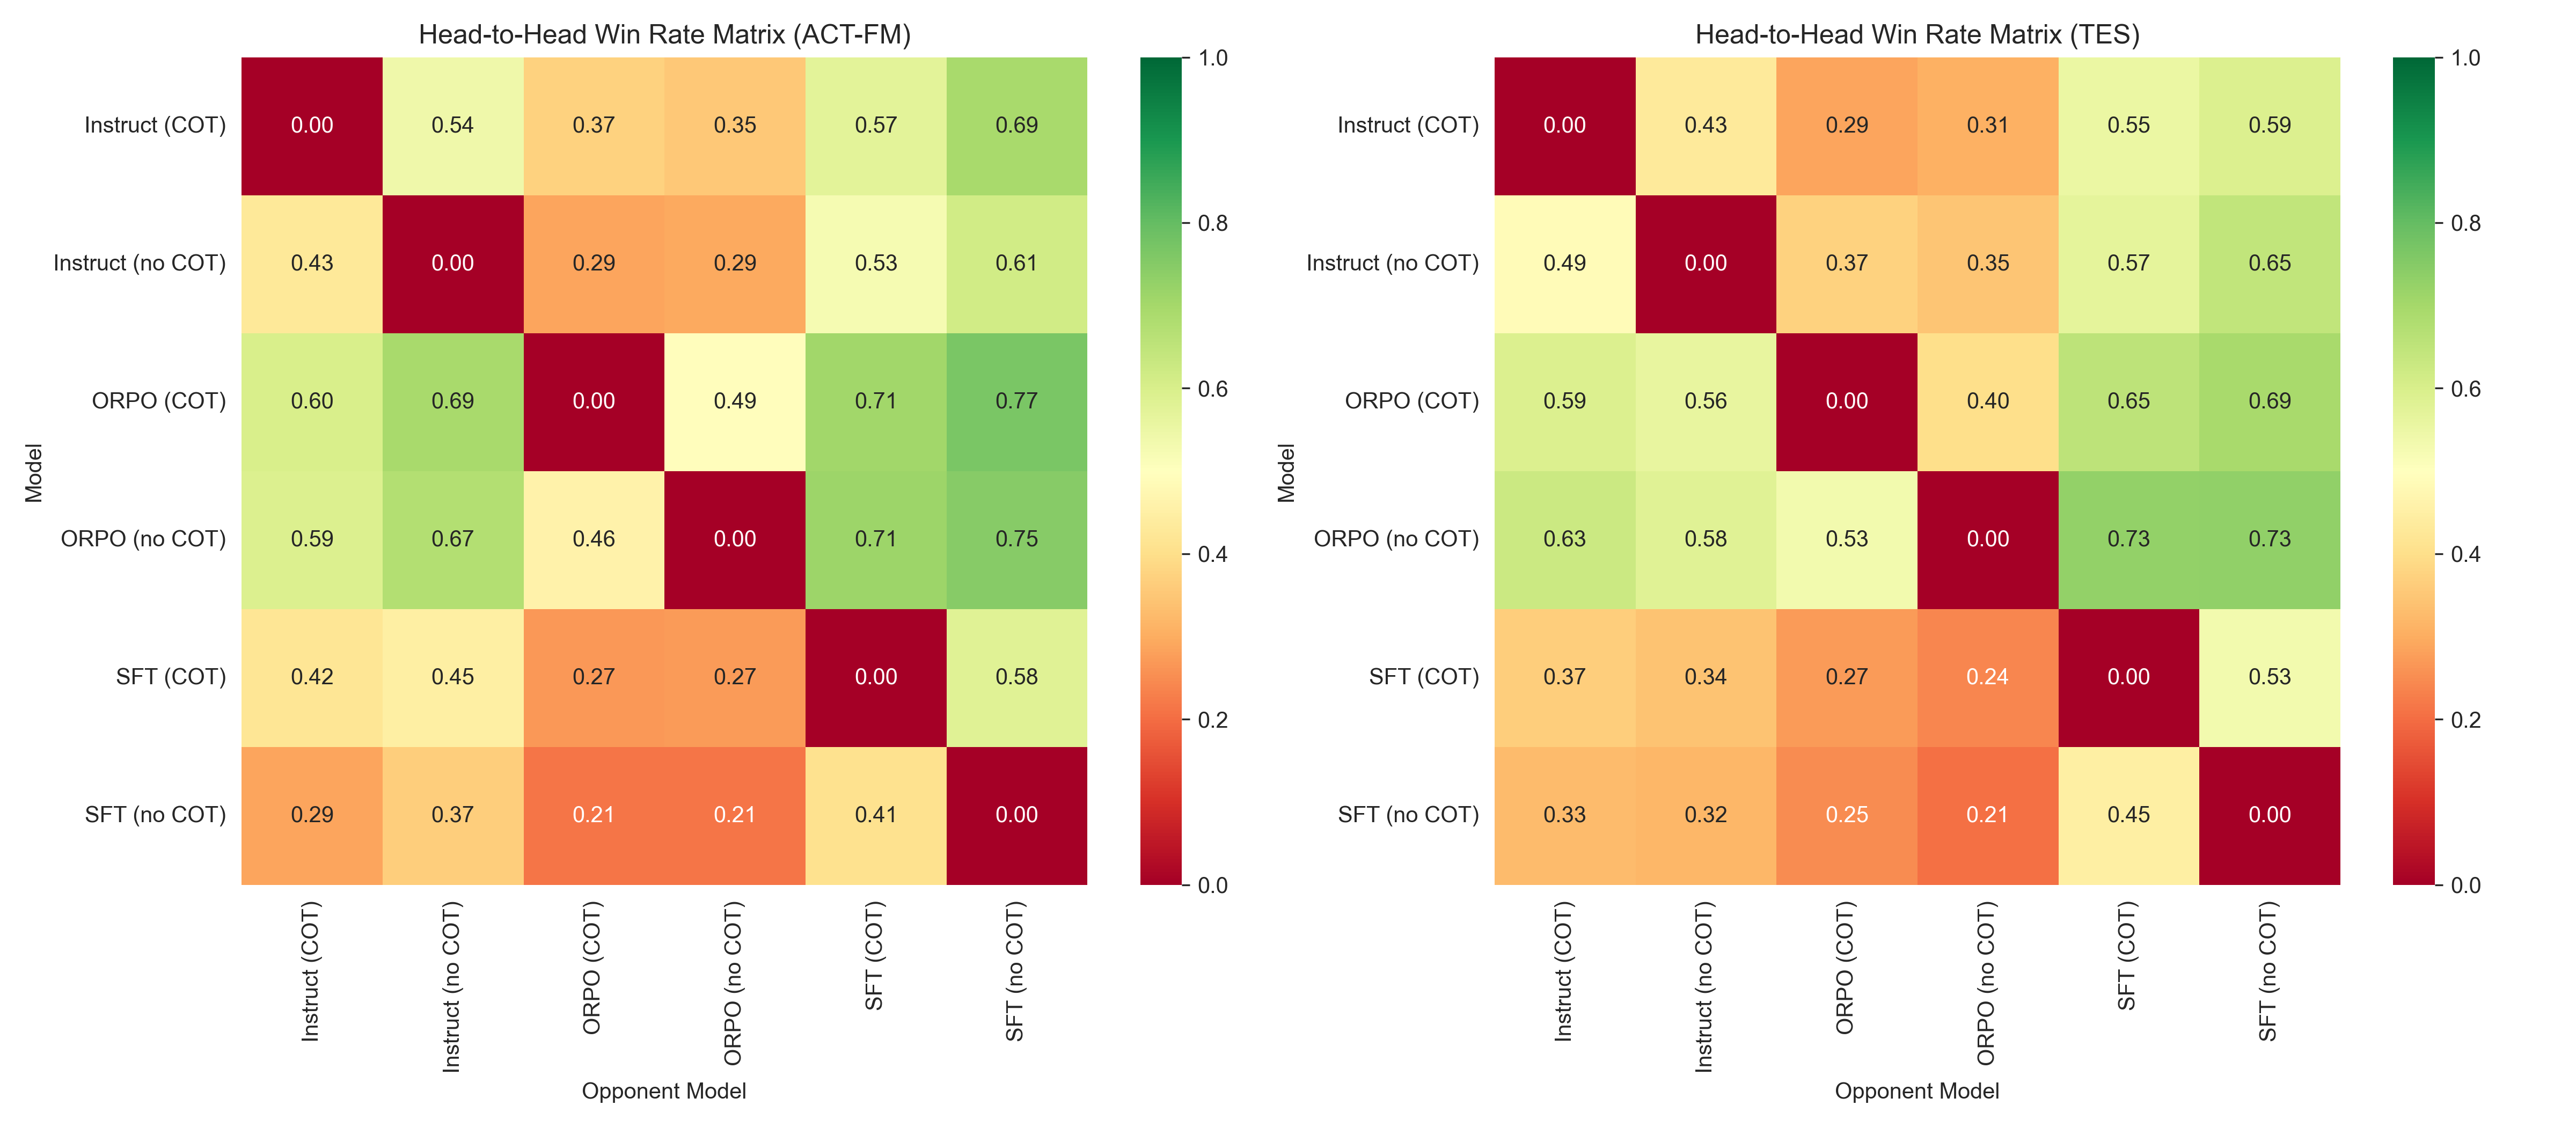 Head-to-Head Win Rate Matrix (ACT-FM)
Model
Instruct (COT) 0.00 0.54 0.37 0.35 0.57 0.69
Instruct (no COT) 0.43 0.00 0.29 0.29 0.53 0.61
ORPO (COT) 0.60 0.69 0.00 0.49 0.71 0.77
ORPO (no COT) 0.59 0.67 0.46 0.00 0.71 0.75
SFT (COT) 0.42 0.45 0.27 0.27 0.00 0.58
SFT (no COT) 0.29 0.37 0.21 0.21 0.41 0.00
Instruct (COT)
Instruct (no COT)
ORPO (COT)
ORPO (no COT)
SFT (COT)
SFT (no COT)
Opponent Model
1.0
0.8
0.6
0.4
0.2
0.0
Head-to-Head Win Rate Matrix (TES)
Model
Instruct (COT) 0.00 0.43 0.29 0.31 0.55 0.59
Instruct (no COT) 0.49 0.00 0.37 0.35 0.57 0.65
ORPO (COT) 0.59 0.56 0.00 0.40 0.65 0.69
ORPO (no COT) 0.63 0.58 0.53 0.00 0.73 0.73
SFT (COT) 0.37 0.34 0.27 0.24 0.00 0.53
SFT (no COT) 0.33 0.32 0.25 0.21 0.45 0.00
Instruct (COT)
Instruct (no COT)
ORPO (COT)
ORPO (no COT)
SFT (COT)
SFT (no COT)
Opponent Model
1.0
0.8
0.6
0.4
0.2
0.0